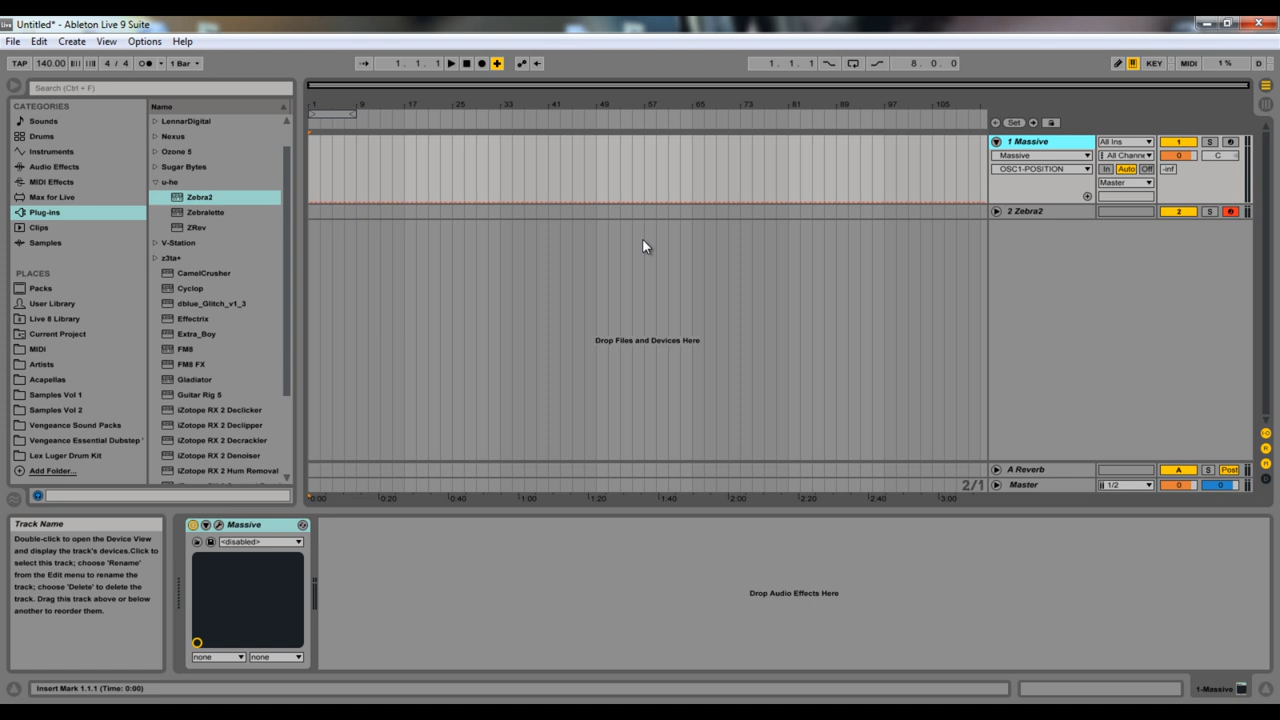 Live Untitled* - Ableton Live 9 Suite
File Edit Create View Options Help
TAP 140.00 4 / 4 1 Bar 1. 1. 1 1. 1. 1 8. 0. 0 KEY MIDI 1 % D
Search (Ctrl + F)
CATEGORIES
Sounds
Drums
Instruments
Audio Effects
MIDI Effects
Max for Live
Plug-ins
Clips
Samples
PLACES
Packs
User Library
Live 8 Library
Current Project
MIDI
Artists
Acapellas
Samples Vol 1
Samples Vol 2
Vengeance Sound Packs
Vengeance Essential Dubstep
Lex Luger Drum Kit
Add Folder...
Name
LennarDigital
Nexus
Ozone 5
Sugar Bytes
u-he
Zebra2
Zebralette
ZRev
V-Station
z3ta+
CamelCrusher
Cyclop
dblue_Glitch_v1_3
Effectrix
Extra_Boy
FM8
FM8 FX
Gladiator
Guitar Rig 5
iZotope RX 2 Declicker
iZotope RX 2 Declipper
iZotope RX 2 Decrackler
iZotope RX 2 Denoiser
iZotope RX 2 Hum Removal
1 9 17 25 33 41 49 57 65 73 81 89 97 105
Set
1 Massive All Ins 1 S
Massive All Channe 0 C
OSC1-POSITION In Auto Off -inf
Master
2 Zebra2 2 S
Drop Files and Devices Here
A Reverb A S Post
2/1 Master 1/2 0 0
0:00 0:20 0:40 1:00 1:20 1:40 2:00 2:20 2:40 3:00
Track Name
Double-click to open the Device View
and display the track's devices.Click to
select this track; choose 'Rename'
from the Edit menu to rename the
track; choose 'Delete' to delete the
track. Drag this track above or below
another to reorder them.
Massive
<disabled>
none none
Drop Audio Effects Here
Insert Mark 1.1.1 (Time: 0:00) 1-Massive